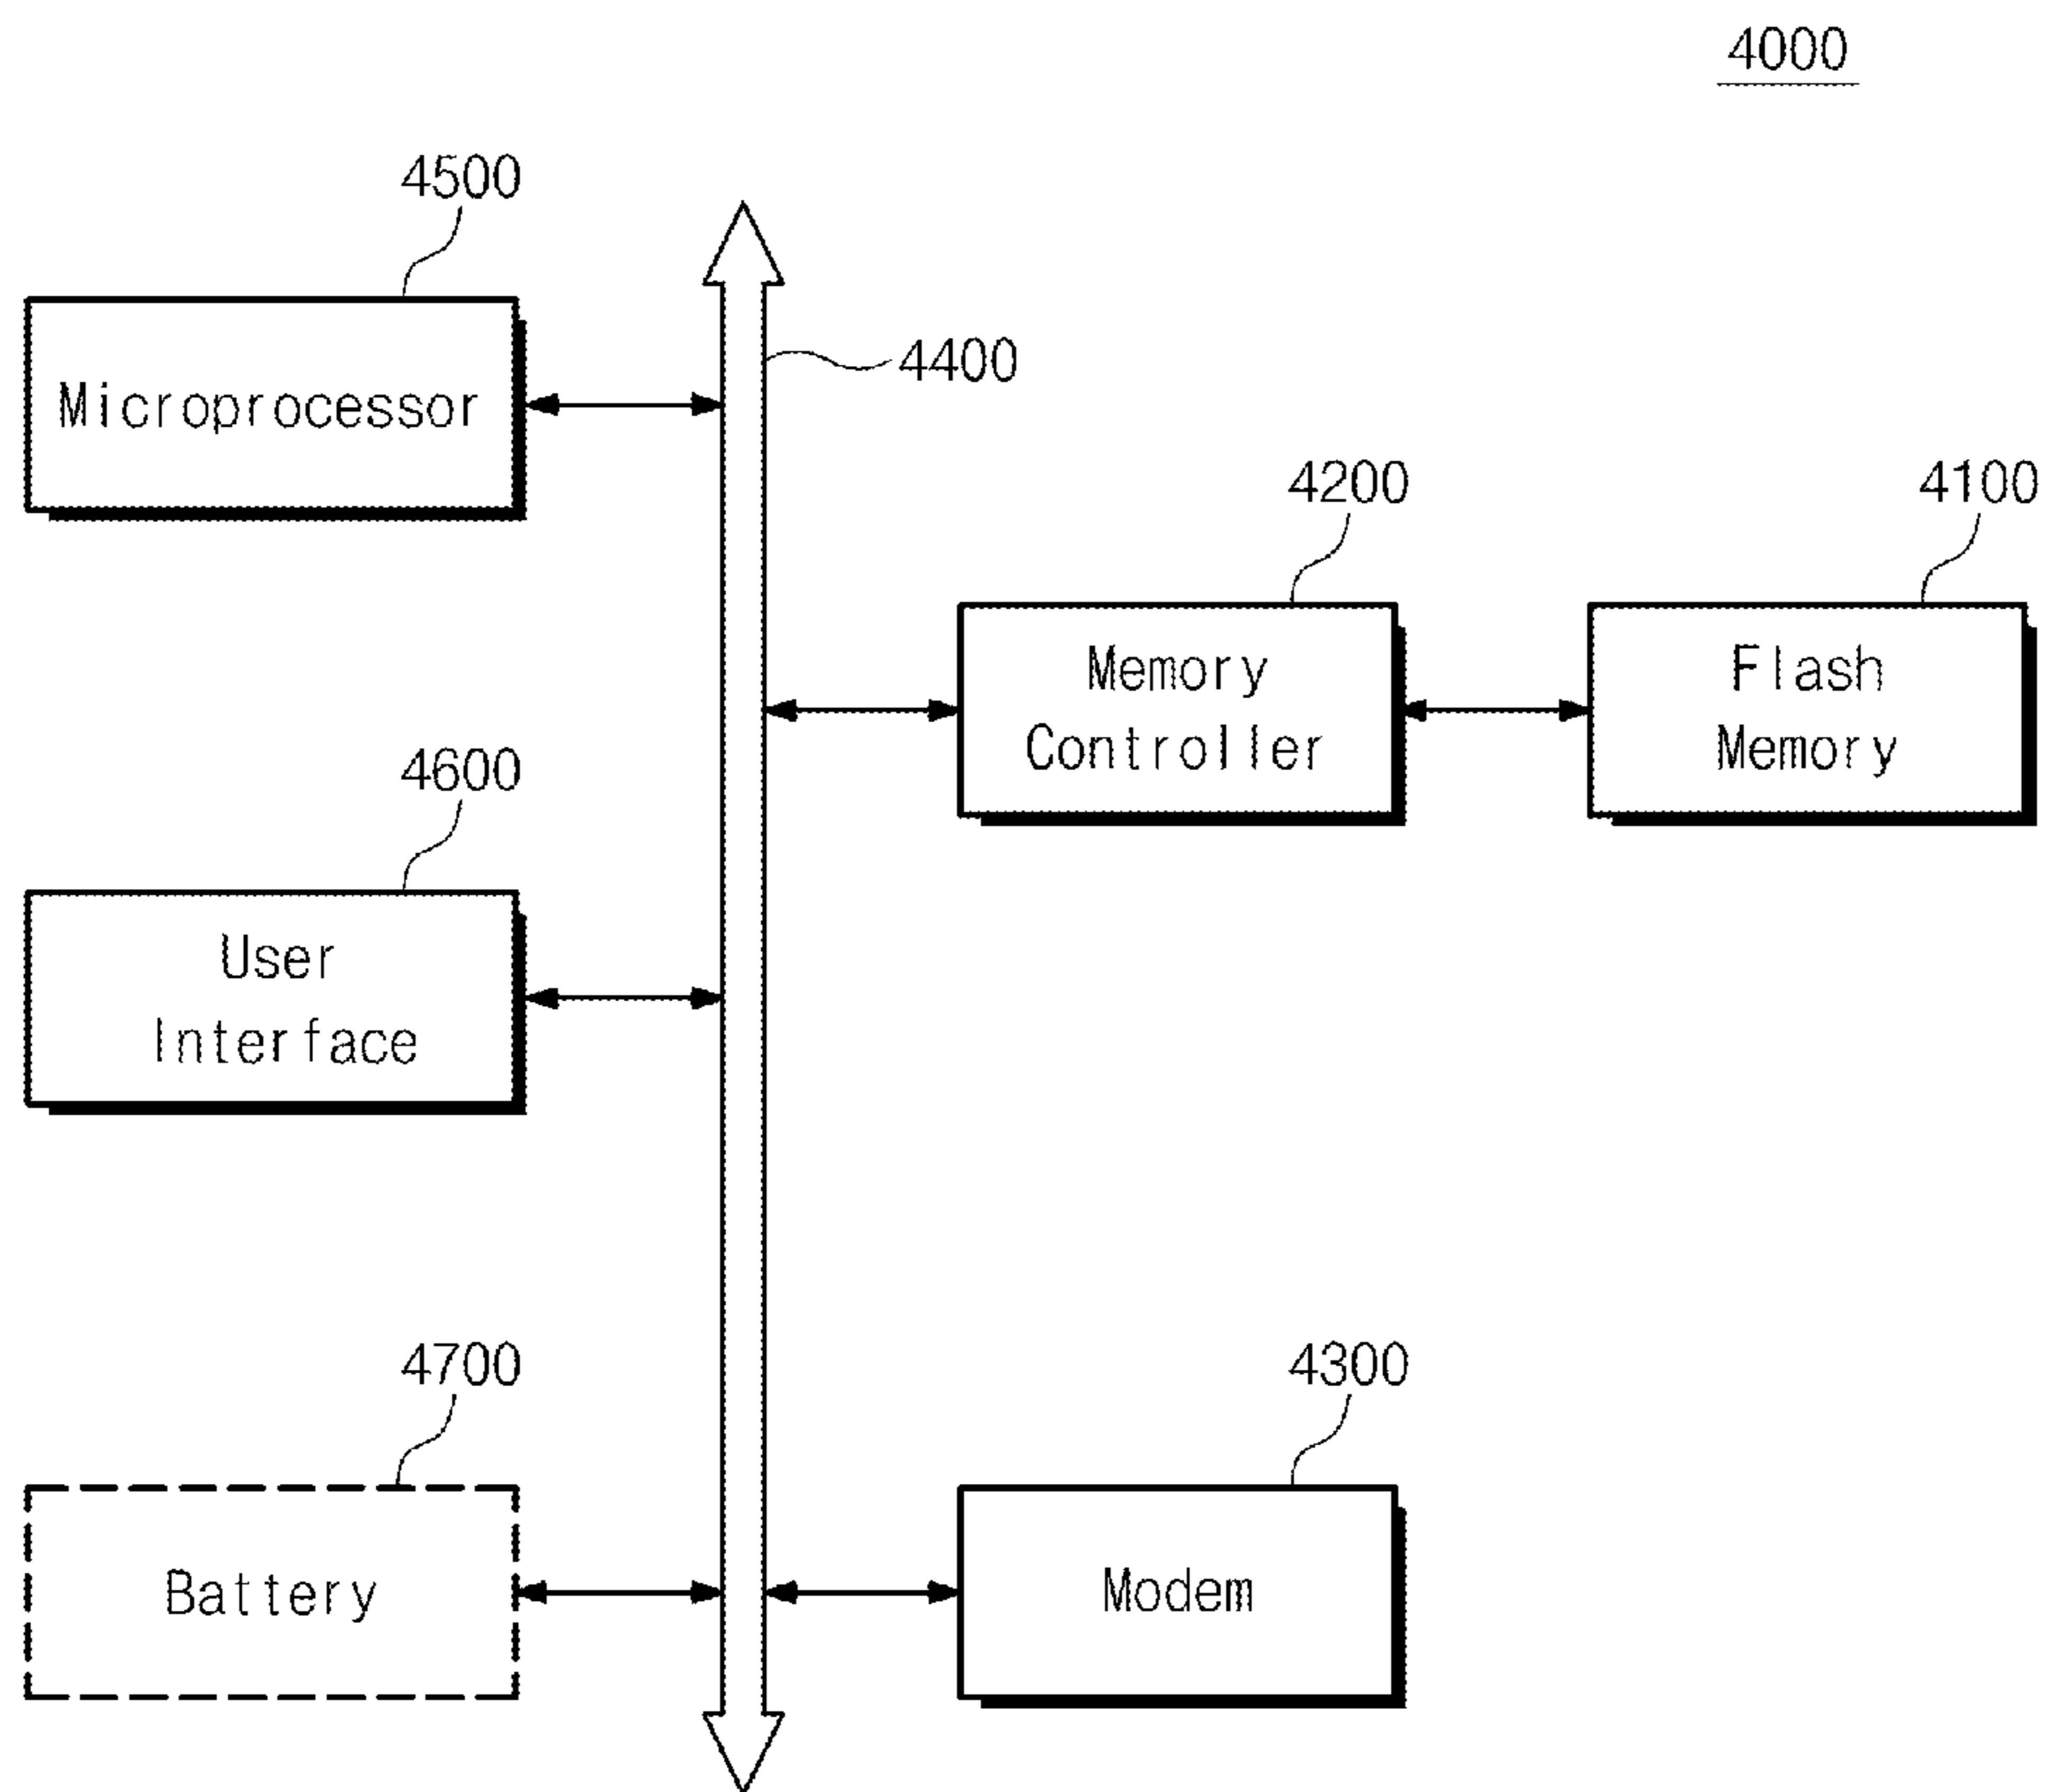 4000
4500
4400
Microprocessor
4200
4100
Memory
Controller
Flash
Memory
4600
User
Interface
4700
4300
Battery
Modem